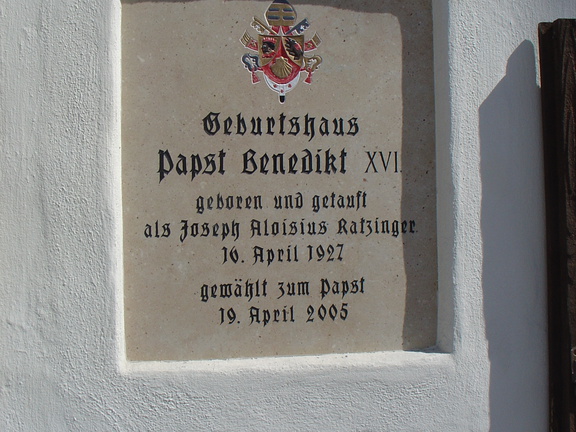 Geburtshaus
Papst Benedikt XVI.
geboren und getauft
als Joseph Aloisius Ratzinger
16. April 1927
gewählt zum Papst
19. April 2005